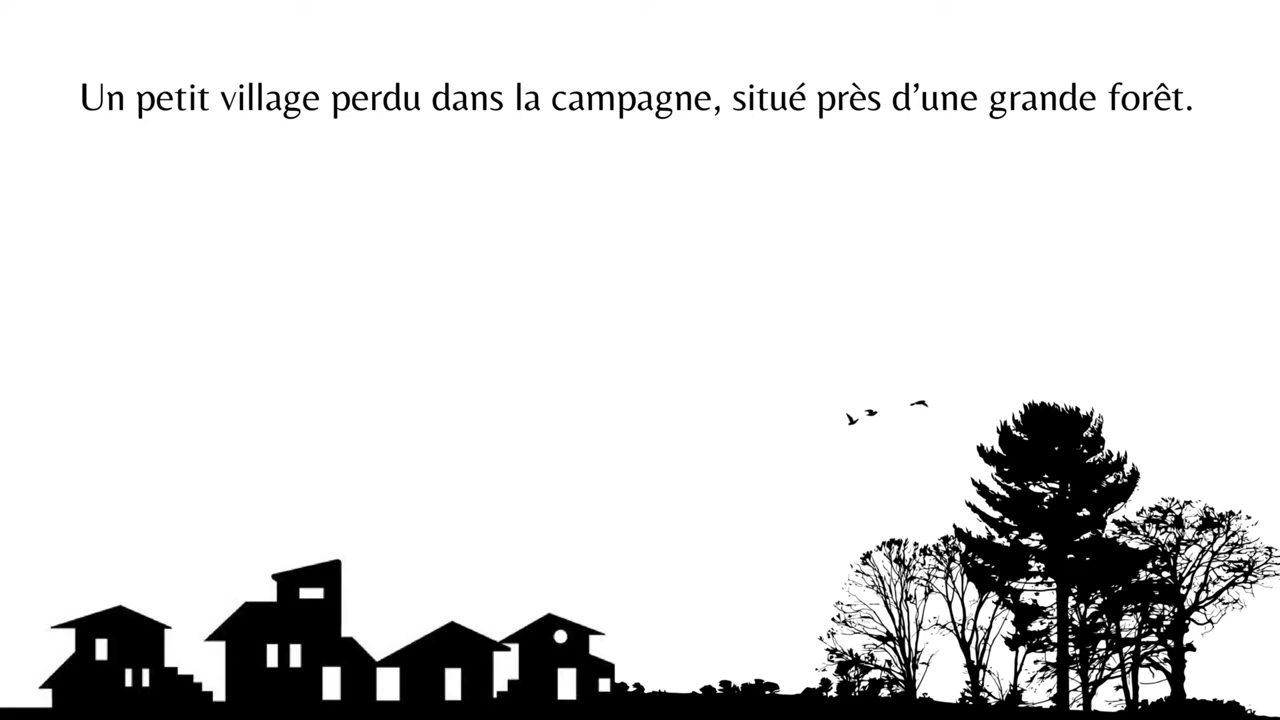 Un petit village perdu dans la campagne, situé près d’une grande forêt.